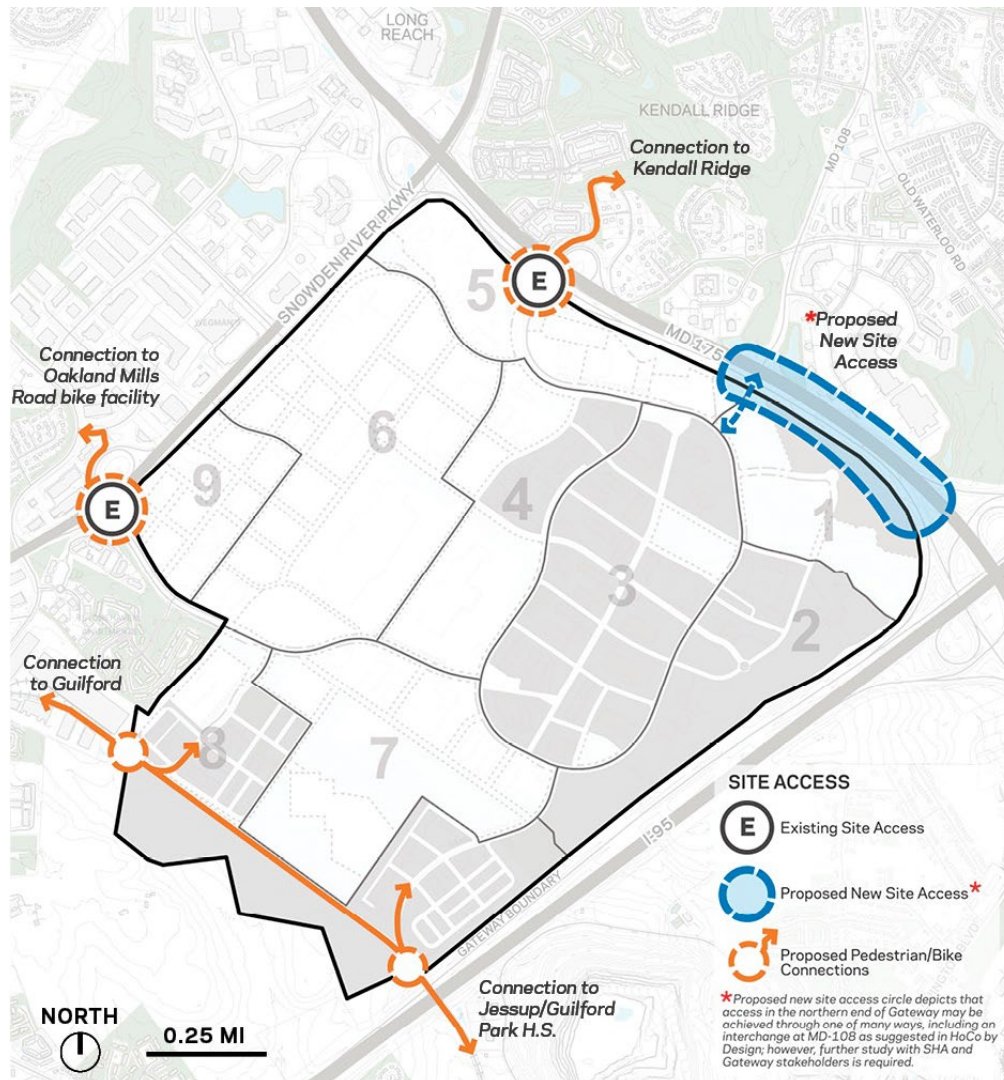 LONG
REACH
KENDALL RIDGE
MD 108
OLD WATERLOO RD
Connection to
Kendall Ridge
SNOWDEN RIVER PKWY
E
5
MD 175
*Proposed
New Site
Access
WEGMANS
Connection to
Oakland Mills
Road bike facility
6
9
4
E
1
3
2
Connection
to Guilford
8
7
I-95
GATEWAY BOUNDARY
SITE ACCESS
E Existing Site Access
Proposed New Site Access*
Proposed Pedestrian/Bike
Connections
Connection to
Jessup/Guilford
Park H.S.
NORTH
0.25 MI
*Proposed new site access circle depicts that
access in the northern end of Gateway may be
achieved through one of many ways, including an
interchange at MD-108 as suggested in HoCo by
Design; however, further study with SHA and
Gateway stakeholders is required.